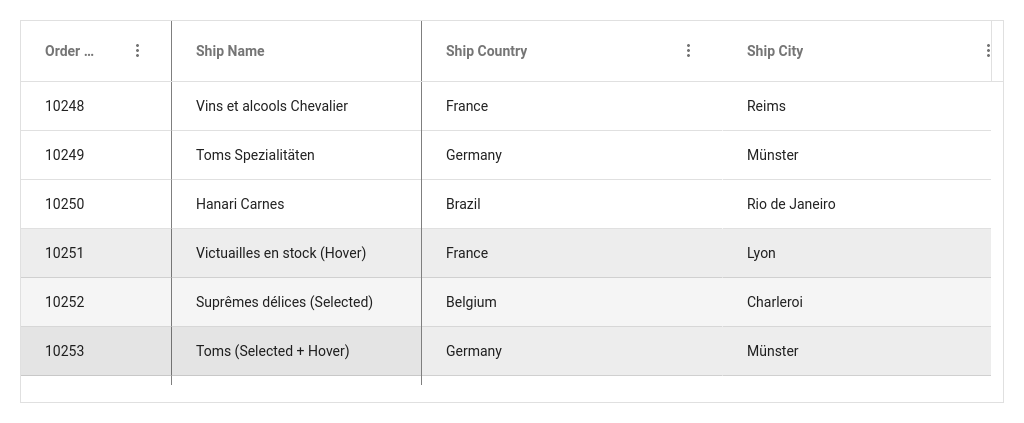 Order ... Ship Name Ship Country Ship City
10248 Vins et alcools Chevalier France Reims
10249 Toms Spezialitäten Germany Münster
10250 Hanari Carnes Brazil Rio de Janeiro
10251 Victuailles en stock (Hover) France Lyon
10252 Suprêmes délices (Selected) Belgium Charleroi
10253 Toms (Selected + Hover) Germany Münster